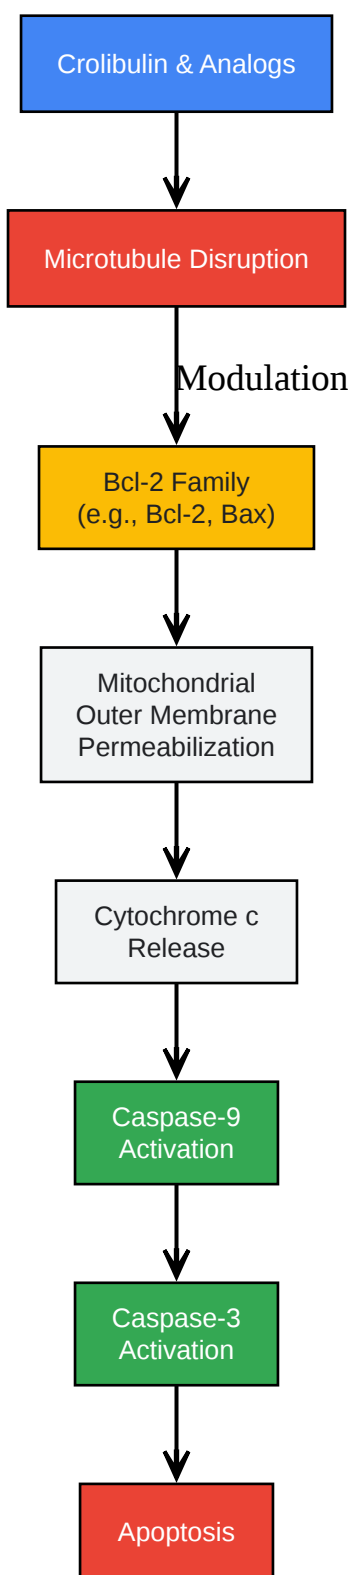 Crolibulin & Analogs
Microtubule Disruption
Modulation
Bcl-2 Family
(e.g., Bcl-2, Bax)
Mitochondrial
Outer Membrane
Permeabilization
Cytochrome c
Release
Caspase-9
Activation
Caspase-3
Activation
Apoptosis